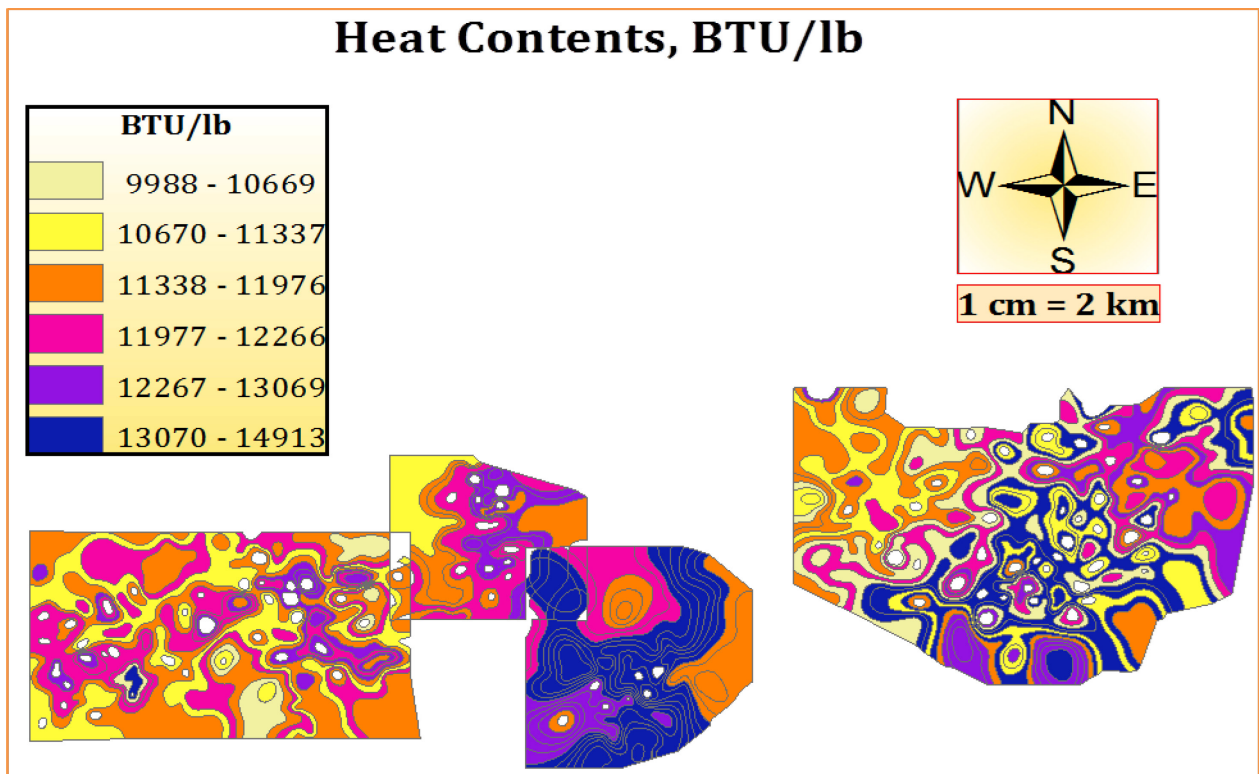 Heat Contents, BTU/lb
BTU/lb
9988 - 10669
10670 - 11337
11338 - 11976
11977 - 12266
12267 - 13069
13070 - 14913
N
W E
S
1 cm = 2 km